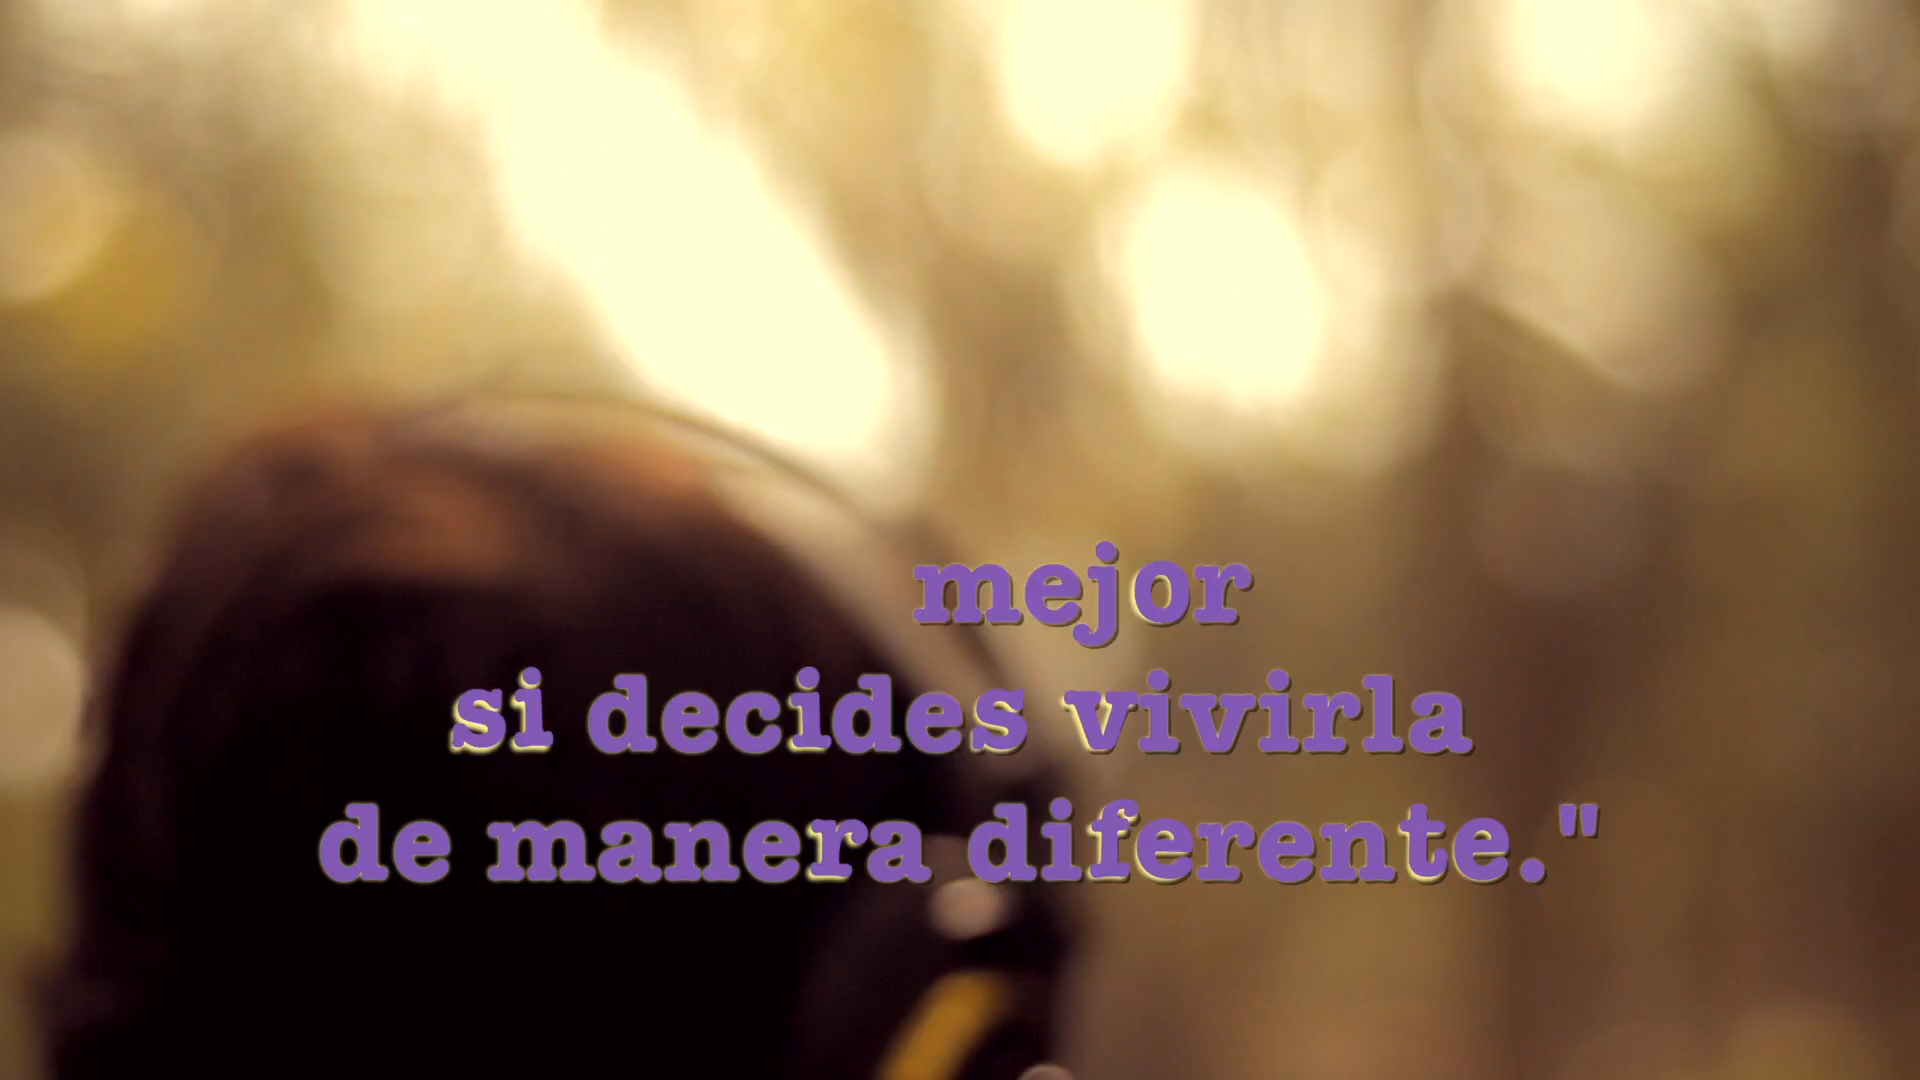 mejor
si decides vivirla
de manera diferente."